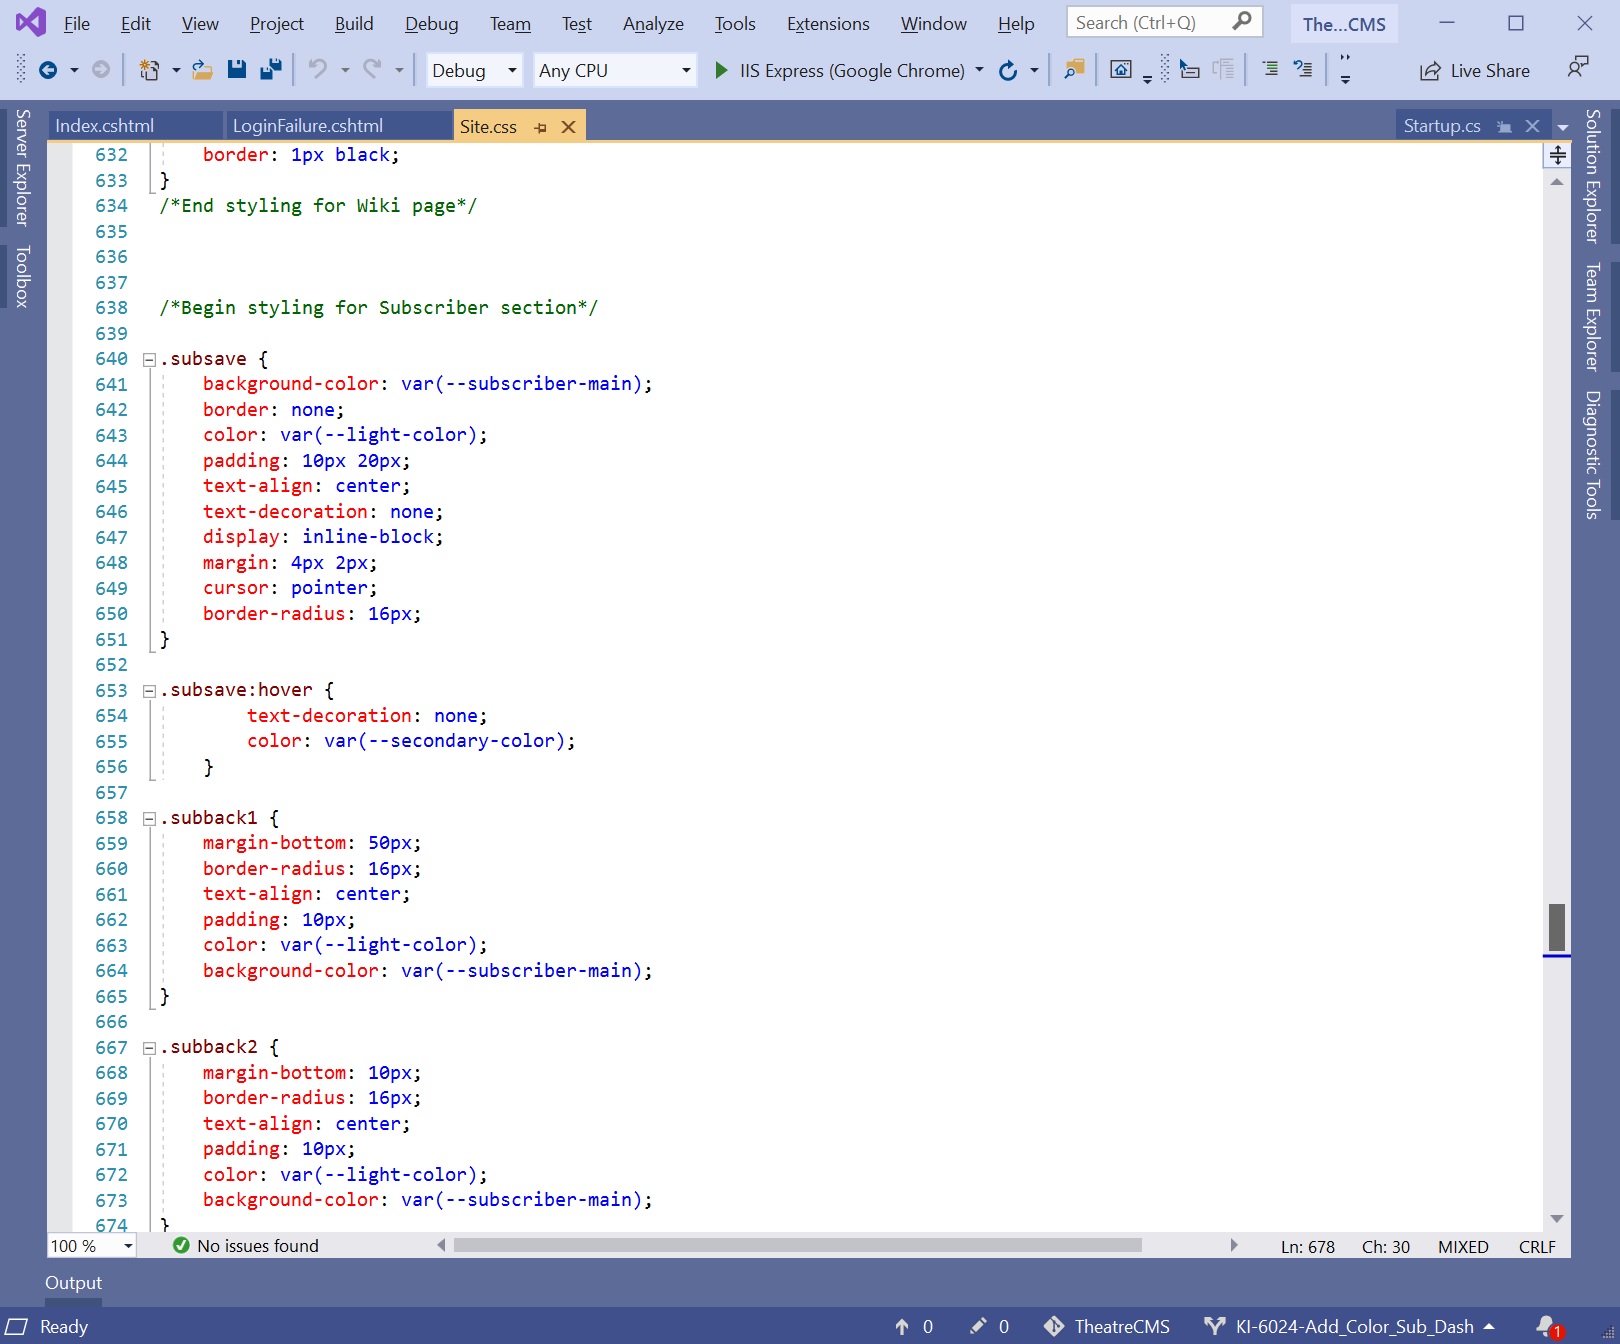 File Edit View Project Build Debug Team Test Analyze Tools Extensions Window Help Search (Ctrl+Q) The...CMS
Debug Any CPU IIS Express (Google Chrome) Live Share
Index.cshtml LoginFailure.cshtml Site.css Startup.cs
Server Explorer
Toolbox
632 border: 1px black;
633 }
634 /*End styling for Wiki page*/
635
636
637
638 /*Begin styling for Subscriber section*/
639
640 .subsave {
641 background-color: var(--subscriber-main);
642 border: none;
643 color: var(--light-color);
644 padding: 10px 20px;
645 text-align: center;
646 text-decoration: none;
647 display: inline-block;
648 margin: 4px 2px;
649 cursor: pointer;
650 border-radius: 16px;
651 }
652
653 .subsave:hover {
654 text-decoration: none;
655 color: var(--secondary-color);
656 }
657
658 .subback1 {
659 margin-bottom: 50px;
660 border-radius: 16px;
661 text-align: center;
662 padding: 10px;
663 color: var(--light-color);
664 background-color: var(--subscriber-main);
665 }
666
667 .subback2 {
668 margin-bottom: 10px;
669 border-radius: 16px;
670 text-align: center;
671 padding: 10px;
672 color: var(--light-color);
673 background-color: var(--subscriber-main);
674 }
Solution Explorer
Team Explorer
Diagnostic Tools
100 % No issues found Ln: 678 Ch: 30 MIXED CRLF
Output
Ready 0 0 TheatreCMS KI-6024-Add_Color_Sub_Dash 1